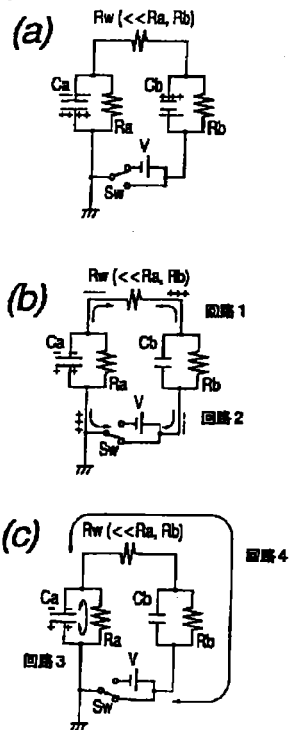 (a)
Rw (<<Ra, Rb)
Ca
Cb
Ra
Rb
V
Sw
(b)
Rw (<<Ra, Rb)
回路1
Ca
Cb
Ra
Rb
回路2
V
Sw
(c)
Rw (<<Ra, Rb)
回路4
Ca
Cb
Ra
Rb
回路3
V
Sw